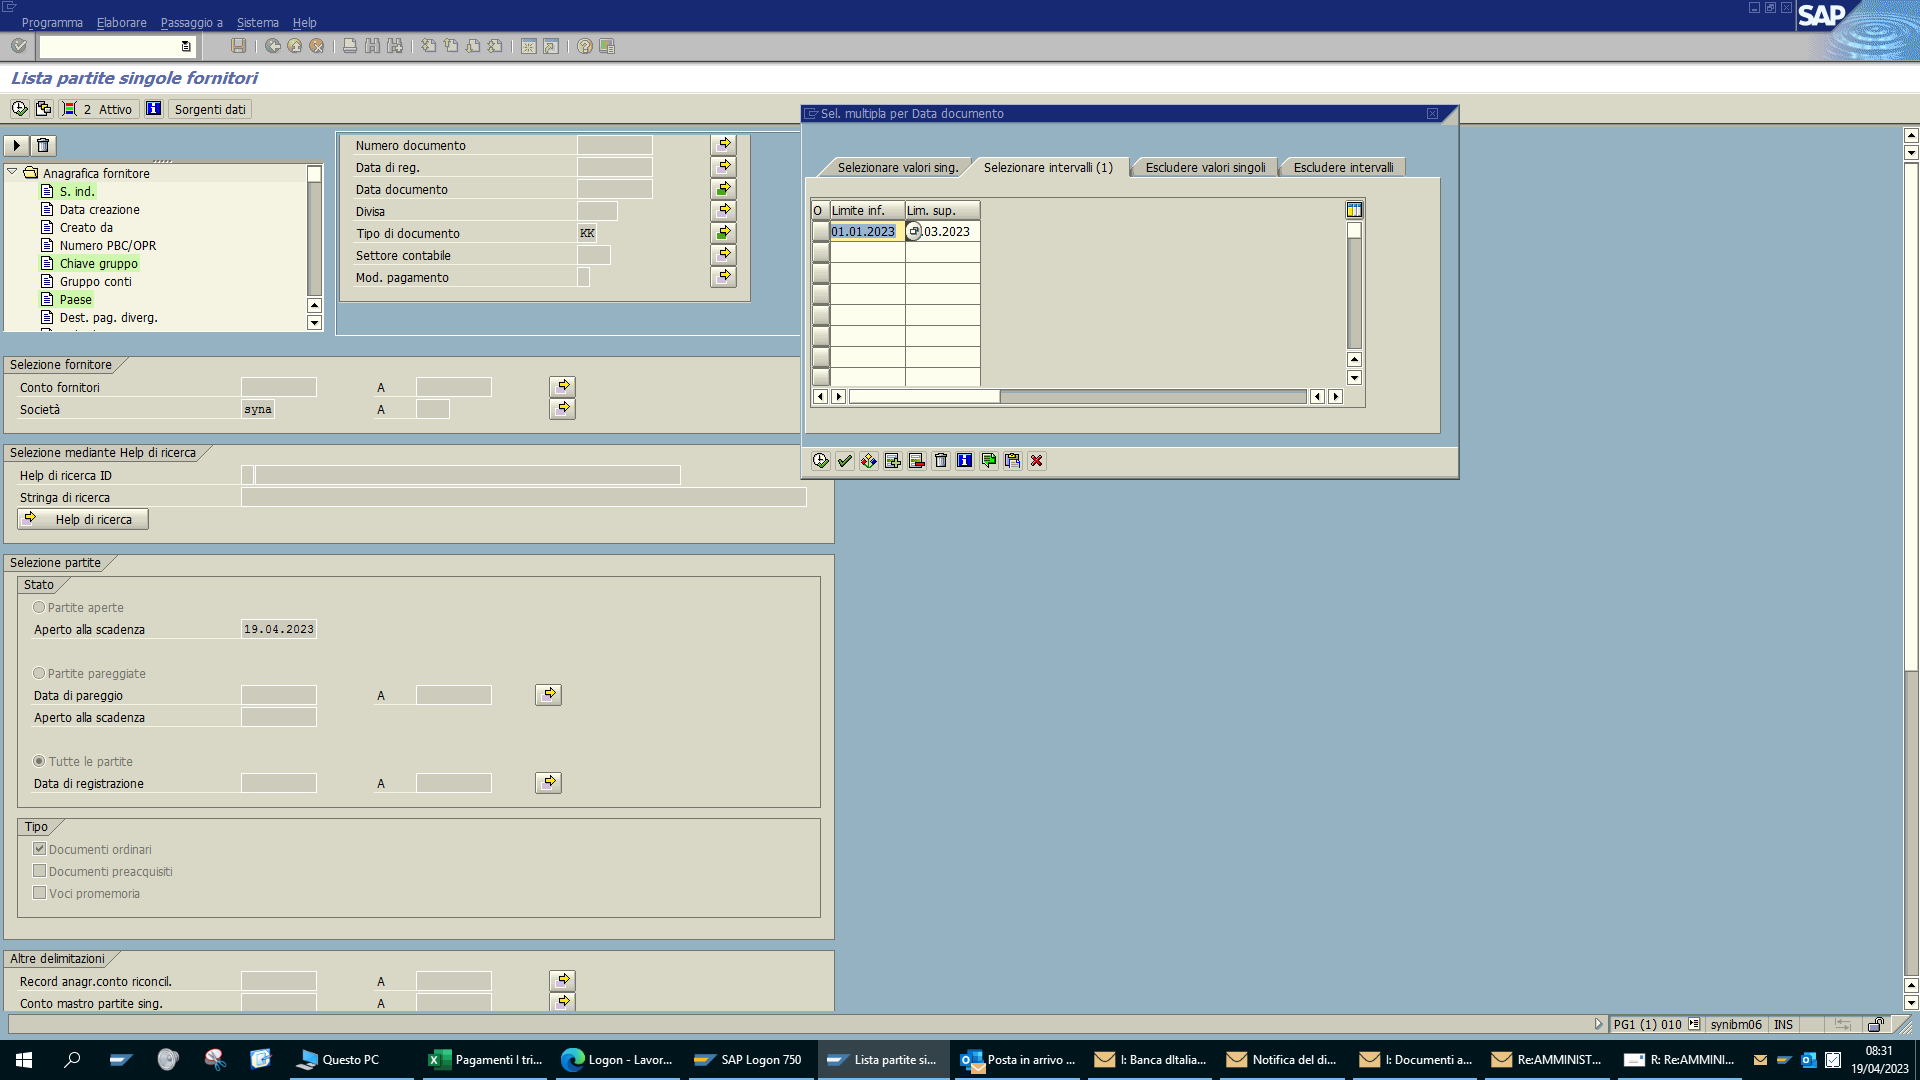 Programma Elaborare Passaggio a Sistema Help
SAP
Lista partite singole fornitori
2 Attivo Sorgenti dati
Anagrafica fornitore
S. ind.
Data creazione
Creato da
Numero PBC/OPR
Chiave gruppo
Gruppo conti
Paese
Dest. pag. diverg.
Numero documento
Data di reg.
Data documento
Divisa
Tipo di documento KK
Settore contabile
Mod. pagamento
Sel. multipla per Data documento
Selezionare valori sing. Selezionare intervalli (1) Escludere valori singoli Escludere intervalli
O Limite inf. Lim. sup.
01.01.2023 .03.2023
Selezione fornitore
Conto fornitori A
Società syna A
Selezione mediante Help di ricerca
Help di ricerca ID
Stringa di ricerca
Help di ricerca
Selezione partite
Stato
Partite aperte
Aperto alla scadenza 19.04.2023
Partite pareggiate
Data di pareggio A
Aperto alla scadenza
Tutte le partite
Data di registrazione A
Tipo
Documenti ordinari
Documenti preacquisiti
Voci promemoria
Altre delimitazioni
Record anagr.conto riconcil. A
Conto mastro partite sing. A
PG1 (1) 010 synibm06 INS
Questo PC
Pagamenti I tri...
Logon - Lavor...
SAP Logon 750
Lista partite si...
Posta in arrivo ...
I: Banca dItalia...
Notifica del di...
I: Documenti a...
Re:AMMINIST...
R: Re:AMMINI...
08:31
19/04/2023